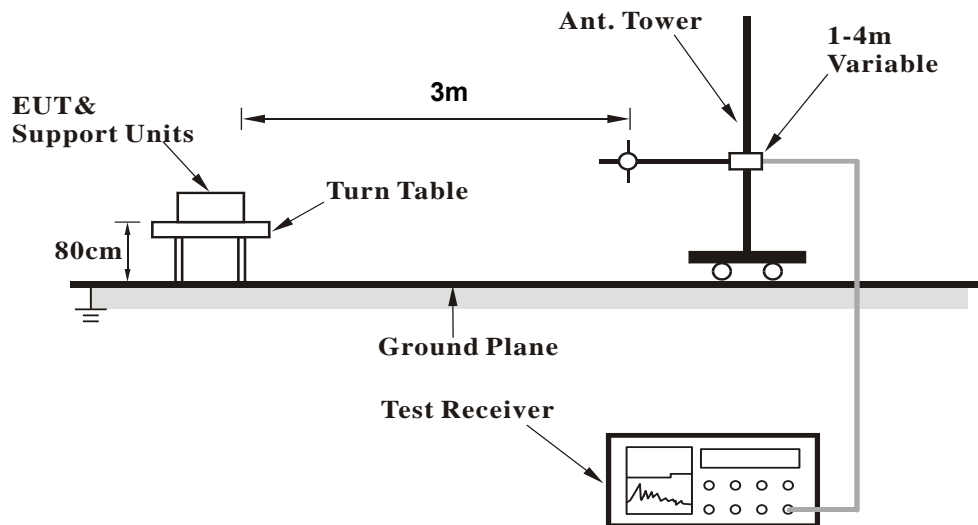 Ant. Tower
1-4m
Variable
3m
EUT&
Support Units
Turn Table
80cm
Ground Plane
Test Receiver